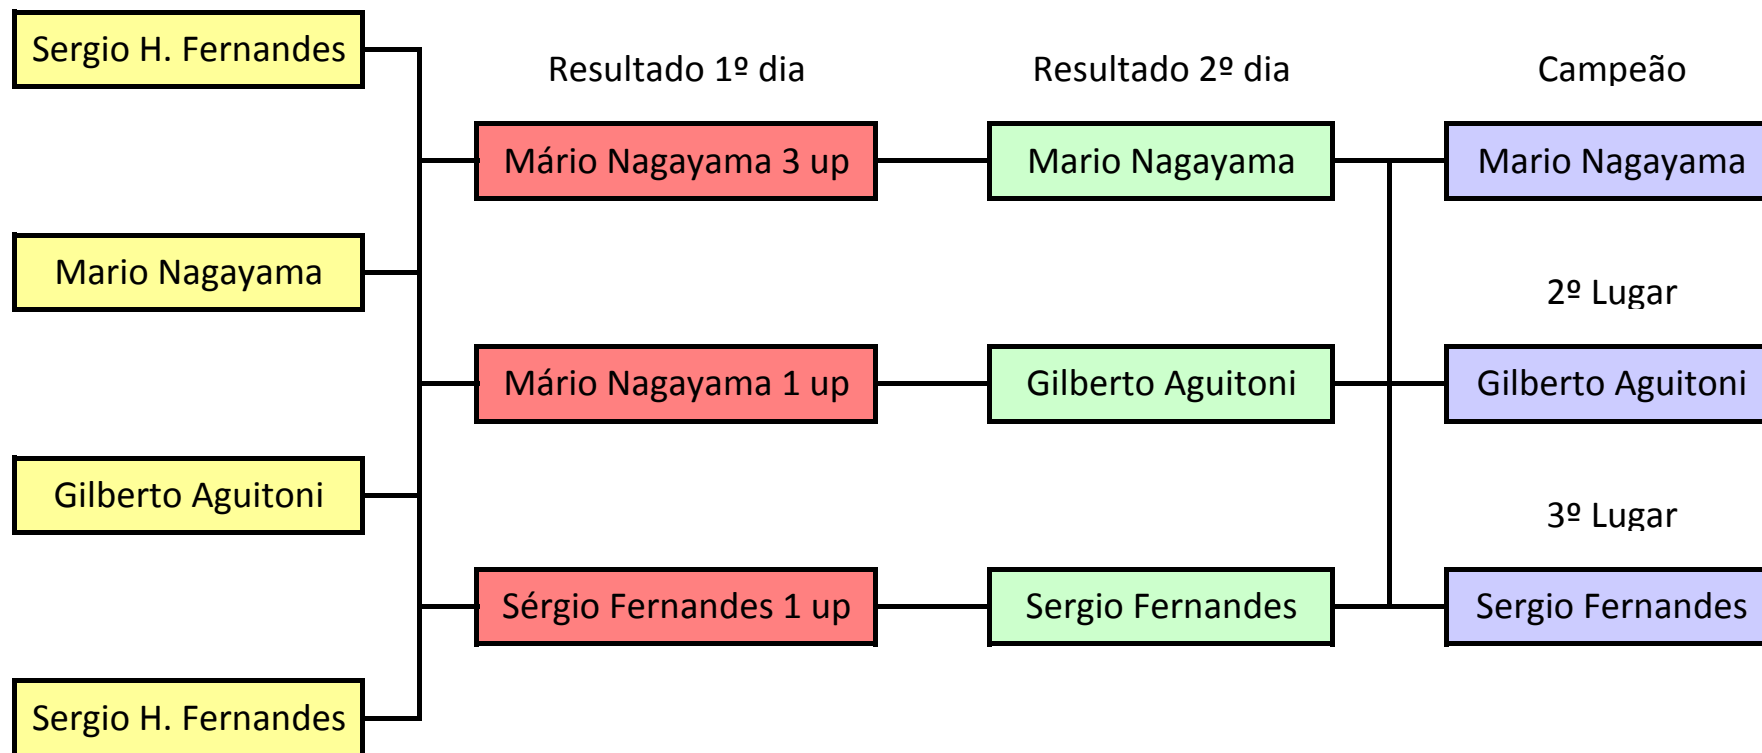 Sergio H. Fernandes
Resultado 1º dia
Resultado 2º dia
Campeão
Mário Nagayama 3 up
Mario Nagayama
Mario Nagayama
Mario Nagayama
2º Lugar
Mário Nagayama 1 up
Gilberto Aguitoni
Gilberto Aguitoni
Gilberto Aguitoni
3º Lugar
Sérgio Fernandes 1 up
Sergio Fernandes
Sergio Fernandes
Sergio H. Fernandes